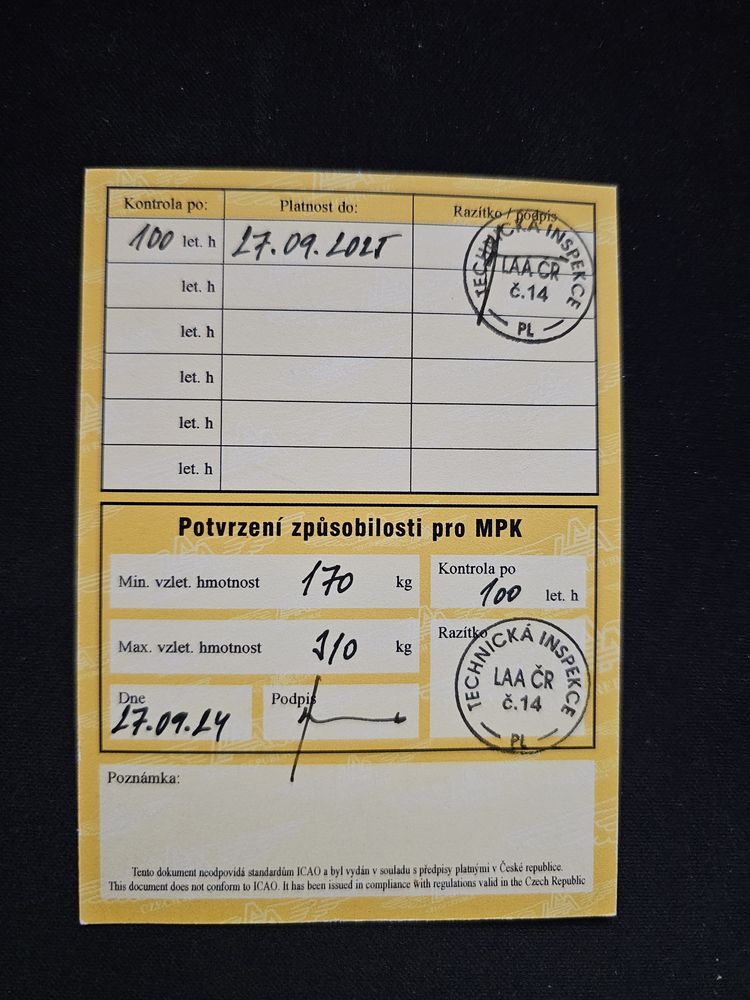 Kontrola po: Platnost do: Razítko / podpis
100 let. h 27.09.2025
TECHNICKÁ INSPEKCE
LAA ČR
č.14
PL
let. h
let. h
let. h
let. h
let. h
Potvrzení způsobilosti pro MPK
Min. vzlet. hmotnost 170 kg
Kontrola po
100 let. h
Max. vzlet. hmotnost kg
Razítko
TECHNICKÁ INSPEKCE
LAA ČR
č.14
PL
Dne
27.09.24
Podpis
Poznámka:
Tento dokument neodpovídá standardům ICAO a byl vydán v souladu s předpisy platnými v České republice.
This document does not conform to ICAO. It has been issued in compliance with regulations valid in the Czech Republic